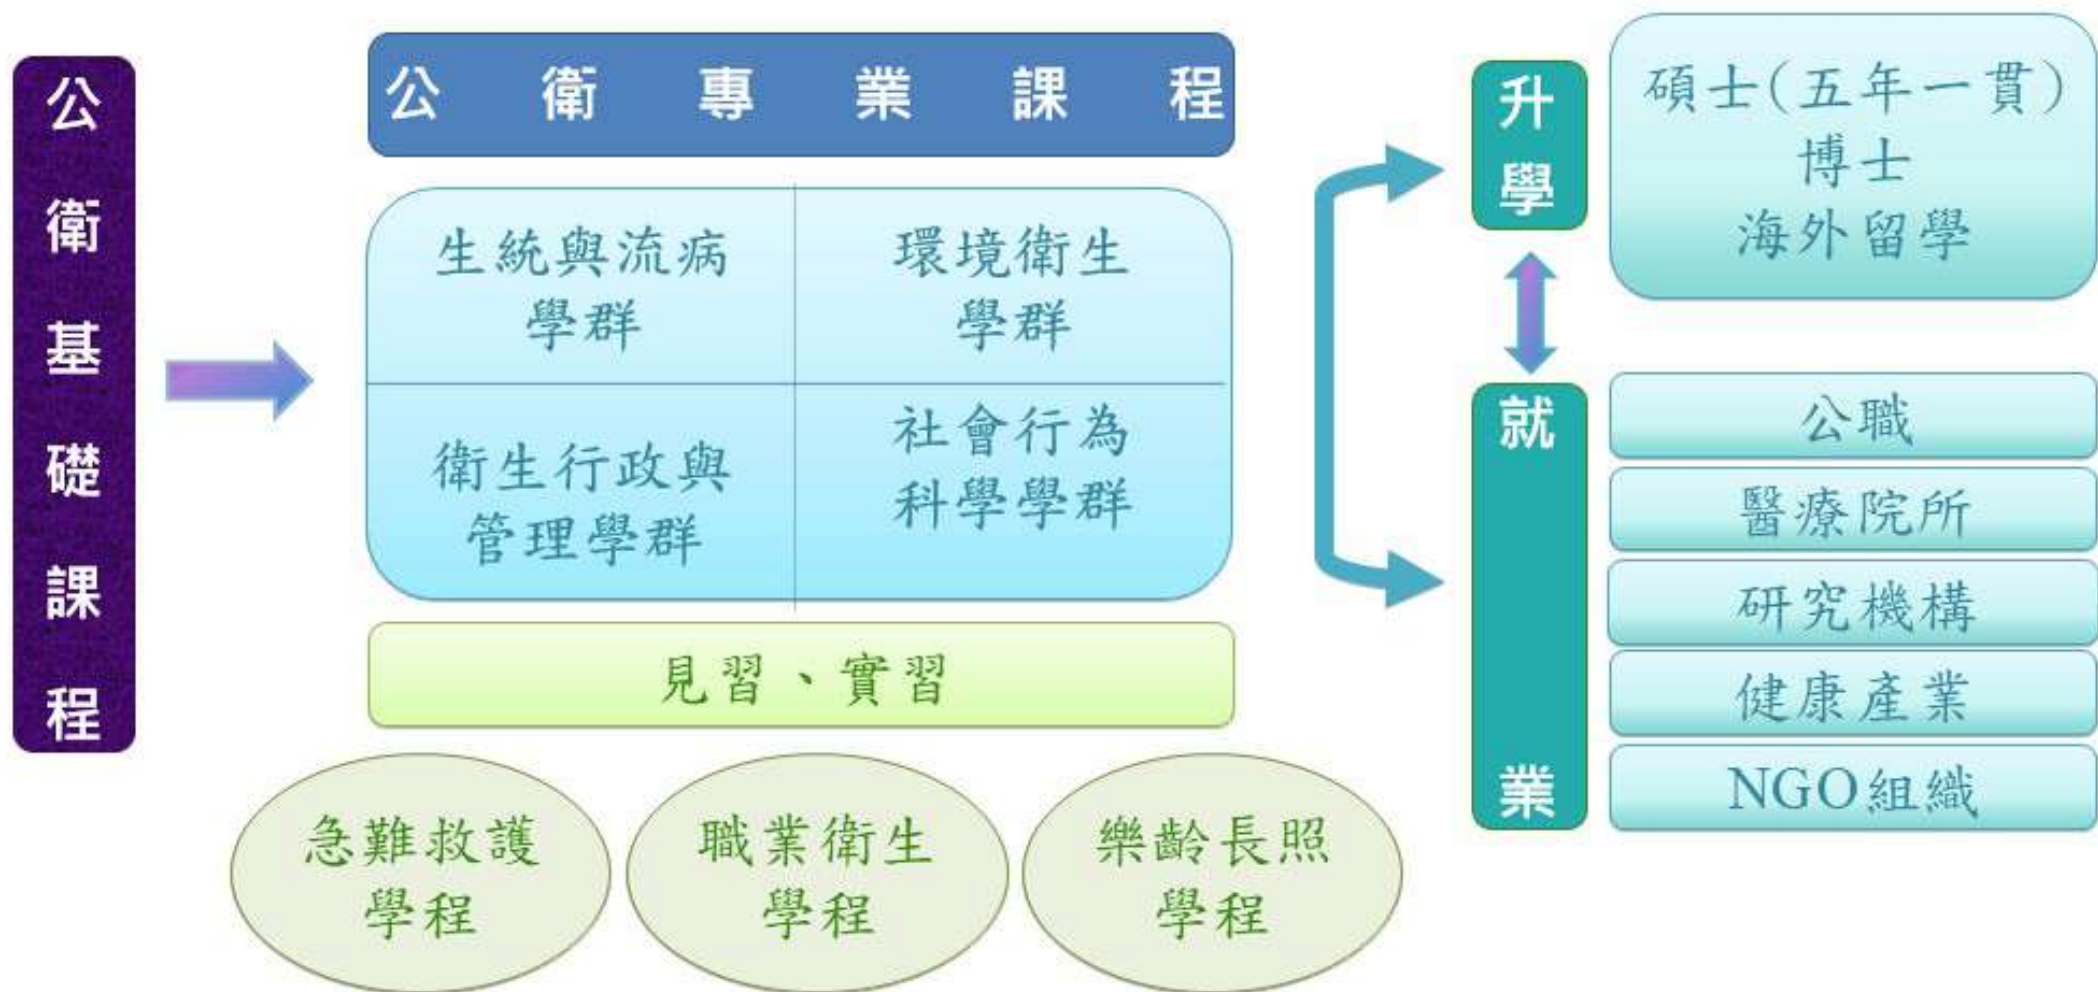 公衛基礎課程
公衛專業課程
生統與流病
學群
環境衛生
學群
衛生行政與
管理學群
社會行為
科學學群
見習、實習
急難救護
學程
職業衛生
學程
樂齡長照
學程
升學
碩士(五年一貫)
博士
海外留學
就業
公職
醫療院所
研究機構
健康產業
NGO組織